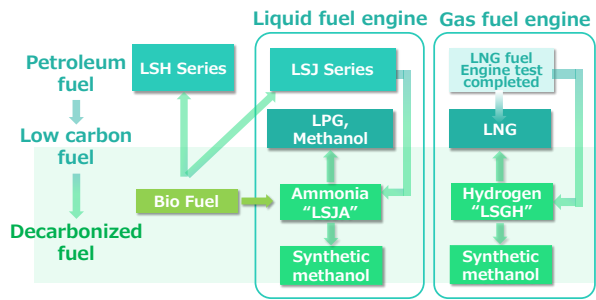 Liquid fuel engine
Gas fuel engine
Petroleum
fuel
LSH Series
LSJ Series
LNG fuel
Engine test
completed
Low carbon
fuel
LPG,
Methanol
LNG
Bio Fuel
Ammonia
“LSJA”
Hydrogen
“LSGH”
Decarbonized
fuel
Synthetic
methanol
Synthetic
methanol